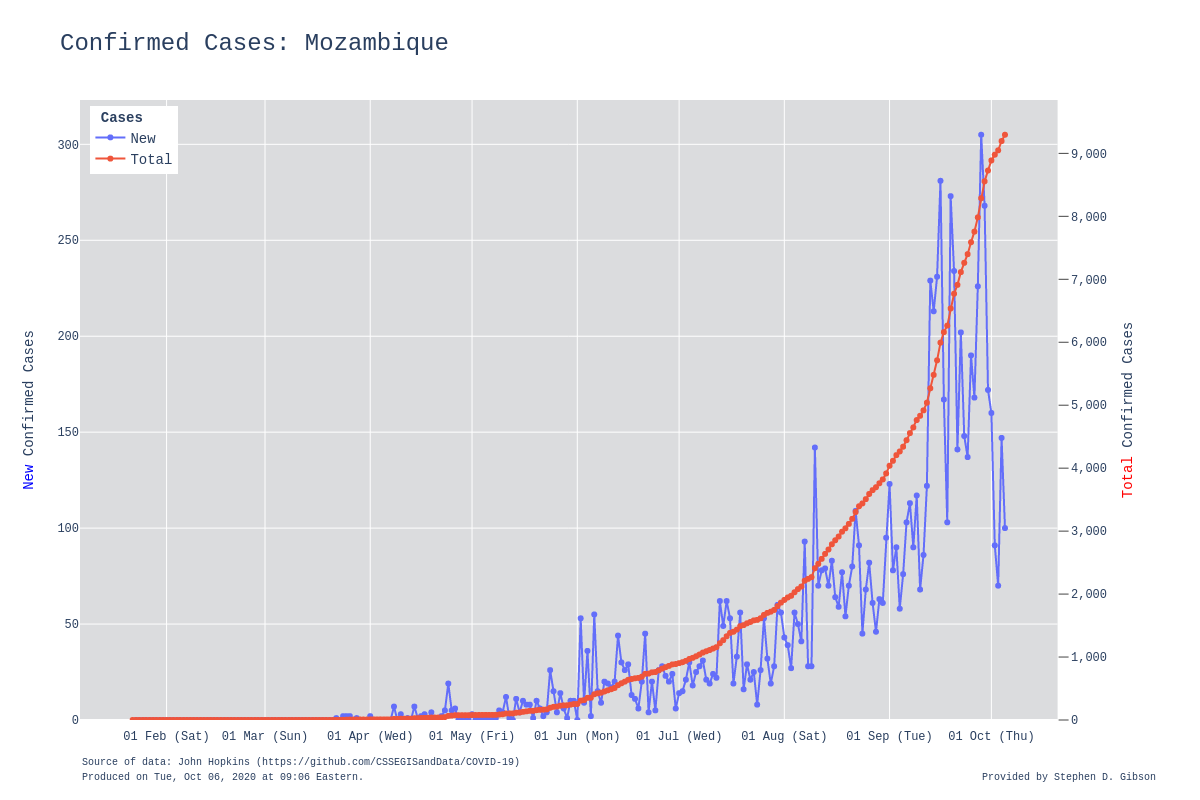 Confirmed Cases: Mozambique
Cases
New
Total
300
250
200
150
100
50
0
New Confirmed Cases
9,000
8,000
7,000
6,000
5,000
4,000
3,000
2,000
1,000
0
Total Confirmed Cases
01 Feb (Sat) 01 Mar (Sun) 01 Apr (Wed) 01 May (Fri) 01 Jun (Mon) 01 Jul (Wed) 01 Aug (Sat) 01 Sep (Tue) 01 Oct (Thu)
Source of data: John Hopkins (https://github.com/CSSEGISandData/COVID-19)
Produced on Tue, Oct 06, 2020 at 09:06 Eastern.
Provided by Stephen D. Gibson